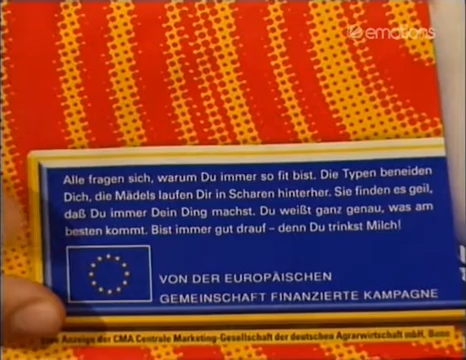 emotions
Alle fragen sich, warum Du immer so fit bist. Die Typen beneiden
Dich, die Mädels laufen Dir in Scharen hinterher. Sie finden es geil,
daß Du immer Dein Ding machst. Du weißt ganz genau, was am
besten kommt. Bist immer gut drauf – denn Du trinkst Milch!
VON DER EUROPÄISCHEN
GEMEINSCHAFT FINANZIERTE KAMPAGNE
Eine Anzeige der CMA Centrale Marketing-Gesellschaft der deutschen Agrarwirtschaft mbH, Bonn